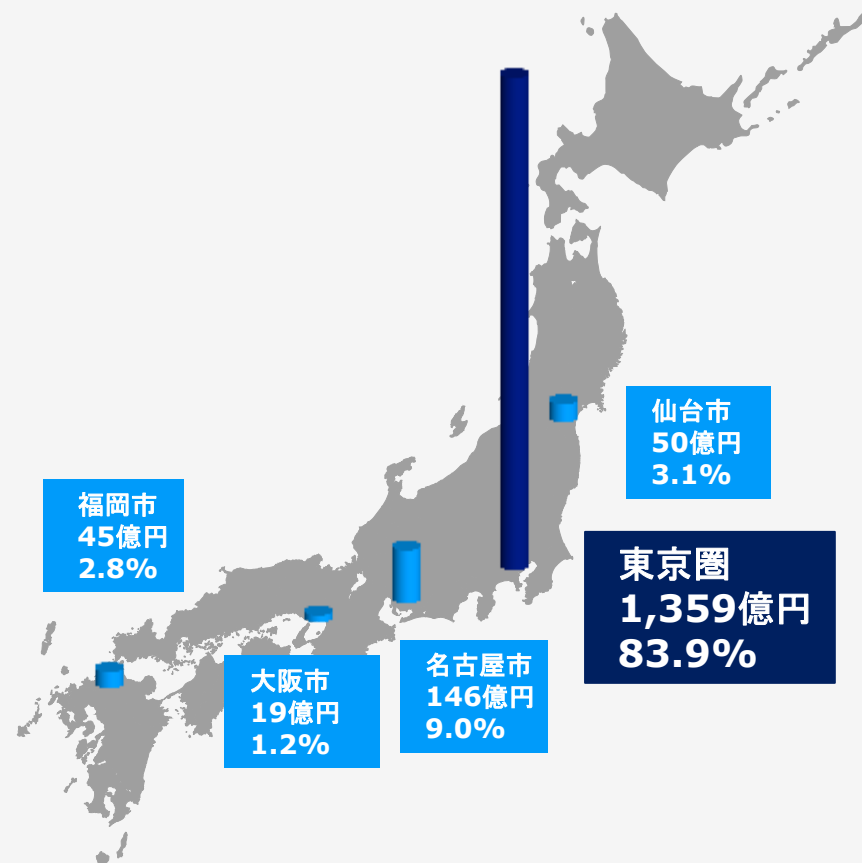 仙台市
50億円
3.1%
福岡市
45億円
2.8%
東京圏
1,359億円
83.9%
名古屋市
146億円
9.0%
大阪市
19億円
1.2%